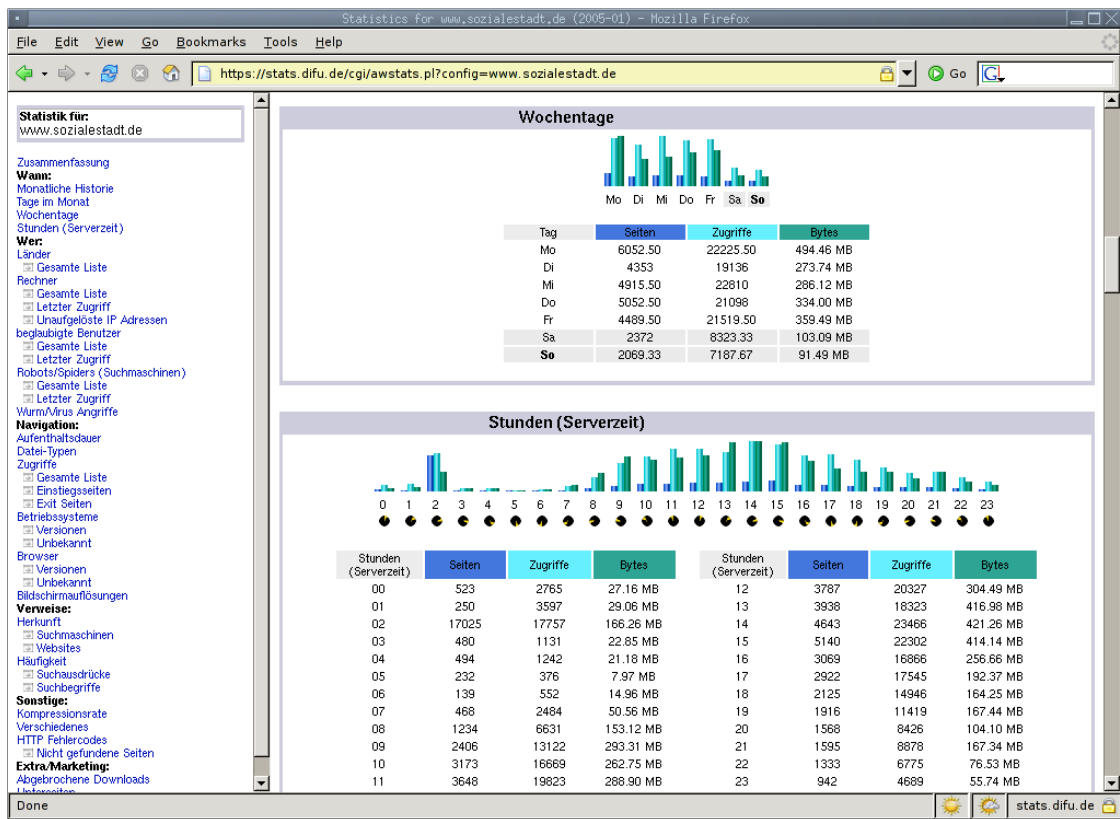 Statistics for www.sozialestadt.de (2005-01) - Mozilla Firefox
File Edit View Go Bookmarks Tools Help
https://stats.difu.de/cgi/awstats.pl?config=www.sozialestadt.de Go
Statistik für:
www.sozialestadt.de
Zusammenfassung
Wann:
Monatliche Historie
Tage im Monat
Wochentage
Stunden (Serverzeit)
Wer:
Länder
Gesamte Liste
Rechner
Gesamte Liste
Letzter Zugriff
Unaufgelöste IP Adressen
beglaubigte Benutzer
Gesamte Liste
Letzter Zugriff
Robots/Spiders (Suchmaschinen)
Gesamte Liste
Letzter Zugriff
Wurm/Virus Angriffe
Navigation:
Aufenthaltsdauer
Datei-Typen
Zugriffe
Gesamte Liste
Einstiegsseiten
Exit Seiten
Betriebssysteme
Versionen
Unbekannt
Browser
Versionen
Unbekannt
Bildschirmauflösungen
Verweise:
Herkunft
Suchmaschinen
Websites
Häufigkeit
Suchausdrücke
Suchbegriffe
Sonstige:
Kompressionsrate
Verschiedenes
HTTP Fehlercodes
Nicht gefundene Seiten
Extra/Marketing:
Abgebrochene Downloads
Wochentage
Mo Di Mi Do Fr Sa So
Tag Seiten Zugriffe Bytes
Mo 6052.50 22225.50 494.46 MB
Di 4353 19136 273.74 MB
Mi 4915.50 22810 286.12 MB
Do 5052.50 21098 334.00 MB
Fr 4489.50 21519.50 359.49 MB
Sa 2372 8323.33 103.09 MB
So 2069.33 7187.67 91.49 MB
Stunden (Serverzeit)
0 1 2 3 4 5 6 7 8 9 10 11 12 13 14 15 16 17 18 19 20 21 22 23
Stunden (Serverzeit) Seiten Zugriffe Bytes Stunden (Serverzeit) Seiten Zugriffe Bytes
00 523 2765 27.16 MB 12 3787 20327 304.49 MB
01 250 3597 29.06 MB 13 3938 18323 416.98 MB
02 17025 17757 166.26 MB 14 4643 23466 421.26 MB
03 480 1131 22.85 MB 15 5140 22302 414.14 MB
04 494 1242 21.18 MB 16 3069 16866 256.66 MB
05 232 376 7.97 MB 17 2922 17545 192.37 MB
06 139 552 14.96 MB 18 2125 14946 164.25 MB
07 468 2484 50.56 MB 19 1916 11419 167.44 MB
08 1234 6631 153.12 MB 20 1568 8426 104.10 MB
09 2406 13122 293.31 MB 21 1595 8878 167.34 MB
10 3173 16669 262.75 MB 22 1333 6775 76.53 MB
11 3648 19823 288.90 MB 23 942 4689 55.74 MB
Done stats.difu.de